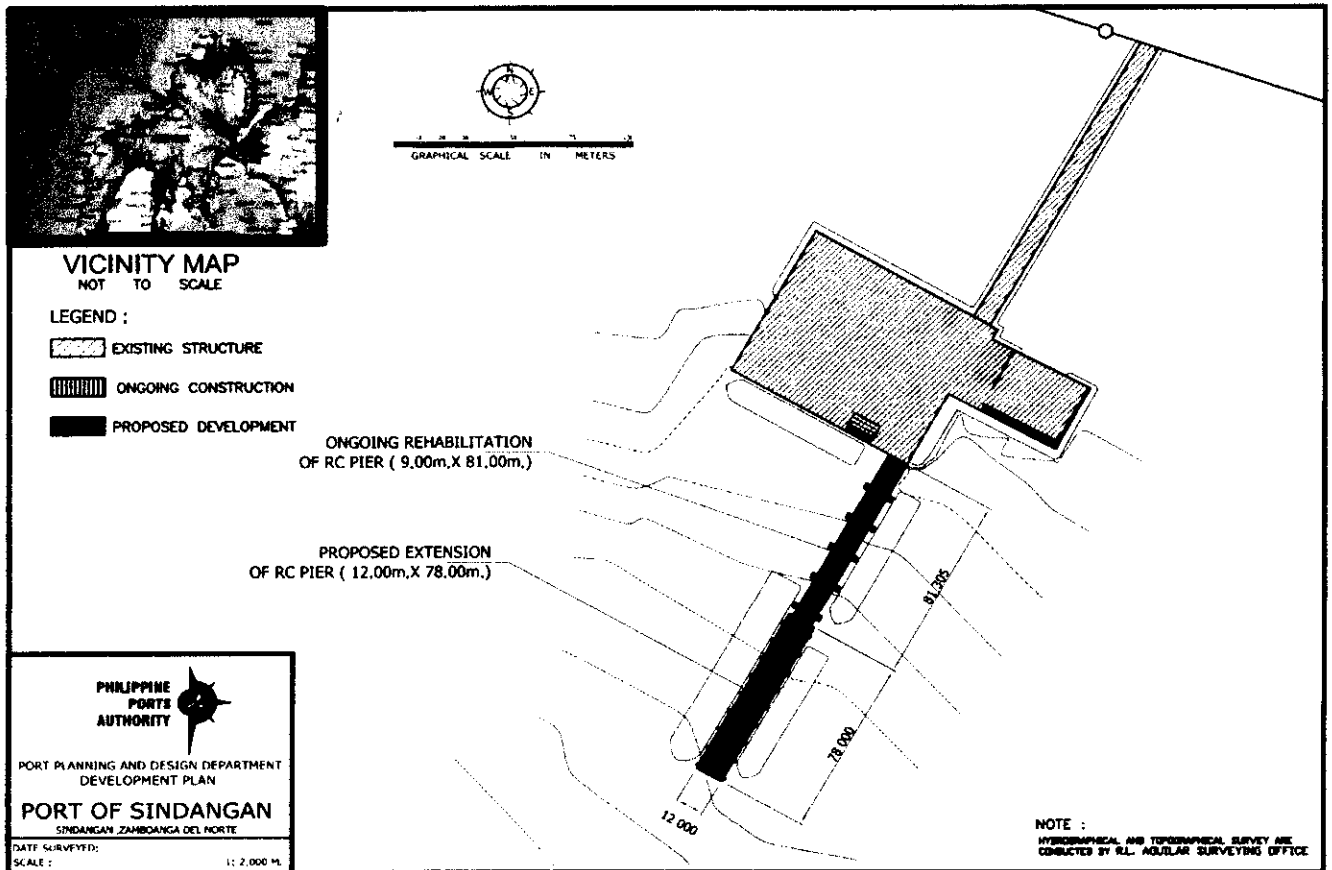 N
W E
S
GRAPHICAL SCALE IN METERS
VICINITY MAP
NOT TO SCALE
LEGEND :
EXISTING STRUCTURE
ONGOING CONSTRUCTION
PROPOSED DEVELOPMENT
ONGOING REHABILITATION
OF RC PIER ( 9.00m.X 81.00m.)
PROPOSED EXTENSION
OF RC PIER ( 12.00m.X 78.00m.)
81.305
78.000
12.000
PHILIPPINE
PORTS
AUTHORITY
PORT PLANNING AND DESIGN DEPARTMENT
DEVELOPMENT PLAN
PORT OF SINDANGAN
SINDANGAN ,ZAMBOANGA DEL NORTE
DATE SURVEYED:
SCALE : 1: 2,000 M.
NOTE :
HYDROGRAPHICAL AND TOPOGRAPHICAL SURVEY ARE
CONDUCTED BY R.L. AGUILAR SURVEYING OFFICE